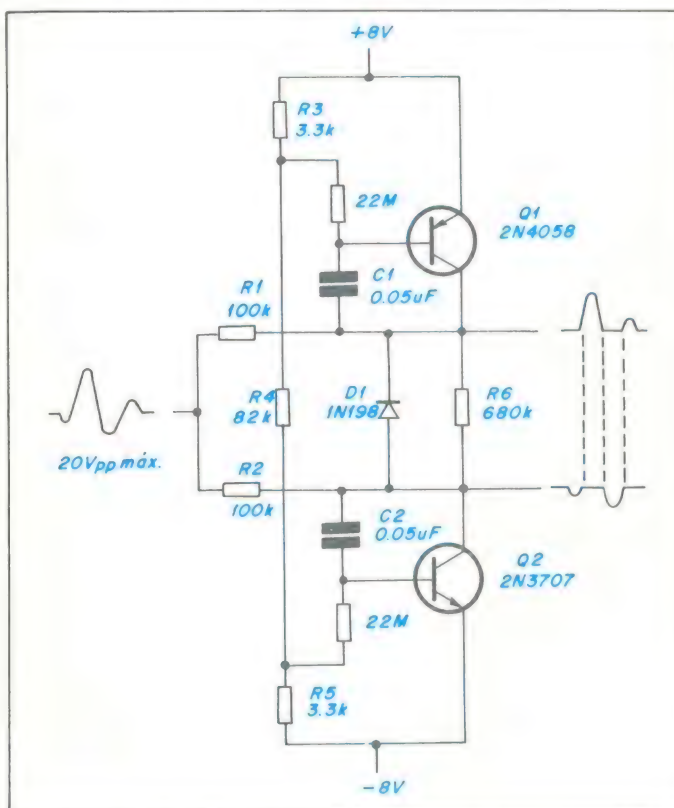 +8V
R3
3.3k
22M
Q1
2N4058
C1
0.05uF
R1
100k
R4
82k
D1
1N198
R6
680k
20Vpp máx.
R2
100k
C2
0.05uF
Q2
2N3707
22M
R5
3.3k
-8V